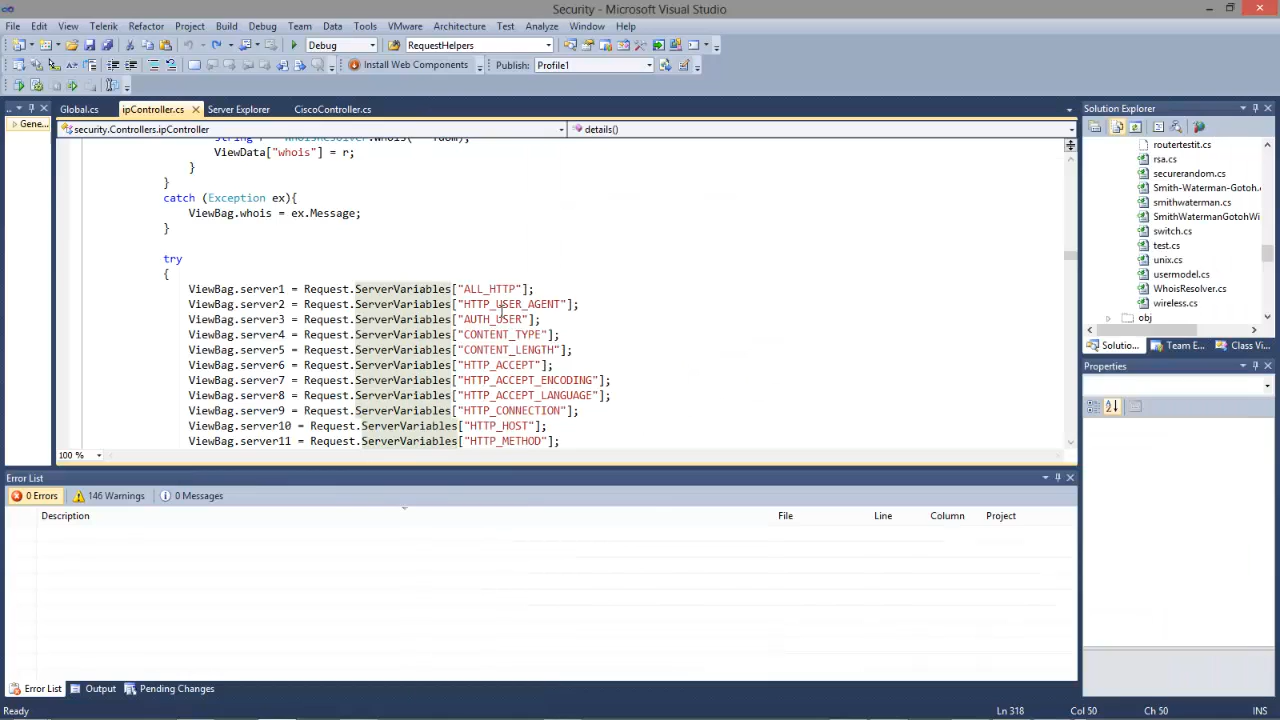 Security - Microsoft Visual Studio
File Edit View Telerik Refactor Project Build Debug Team Data Tools VMware Architecture Test Analyze Window Help
Debug RequestHelpers
Install Web Components Publish: Profile1
Global.cs ipController.cs Server Explorer CiscoController.cs Solution Explorer
Gene... security.Controllers.ipController details()
ViewData["whois"] = r;
}
}
catch (Exception ex){
ViewBag.whois = ex.Message;
}
try
{
ViewBag.server1 = Request.ServerVariables["ALL_HTTP"];
ViewBag.server2 = Request.ServerVariables["HTTP_USER_AGENT"];
ViewBag.server3 = Request.ServerVariables["AUTH_USER"];
ViewBag.server4 = Request.ServerVariables["CONTENT_TYPE"];
ViewBag.server5 = Request.ServerVariables["CONTENT_LENGTH"];
ViewBag.server6 = Request.ServerVariables["HTTP_ACCEPT"];
ViewBag.server7 = Request.ServerVariables["HTTP_ACCEPT_ENCODING"];
ViewBag.server8 = Request.ServerVariables["HTTP_ACCEPT_LANGUAGE"];
ViewBag.server9 = Request.ServerVariables["HTTP_CONNECTION"];
ViewBag.server10 = Request.ServerVariables["HTTP_HOST"];
ViewBag.server11 = Request.ServerVariables["HTTP_METHOD"];
100 %
routertestit.cs
rsa.cs
securerandom.cs
Smith-Waterman-Gotoh.
smithwaterman.cs
SmithWatermanGotohWi
switch.cs
test.cs
unix.cs
usermodel.cs
WhoisResolver.cs
wireless.cs
obj
Solutio... Team E... Class Vi...
Properties
Error List
0 Errors 146 Warnings 0 Messages
Description File Line Column Project
Error List Output Pending Changes
Ready Ln 318 Col 50 Ch 50 INS